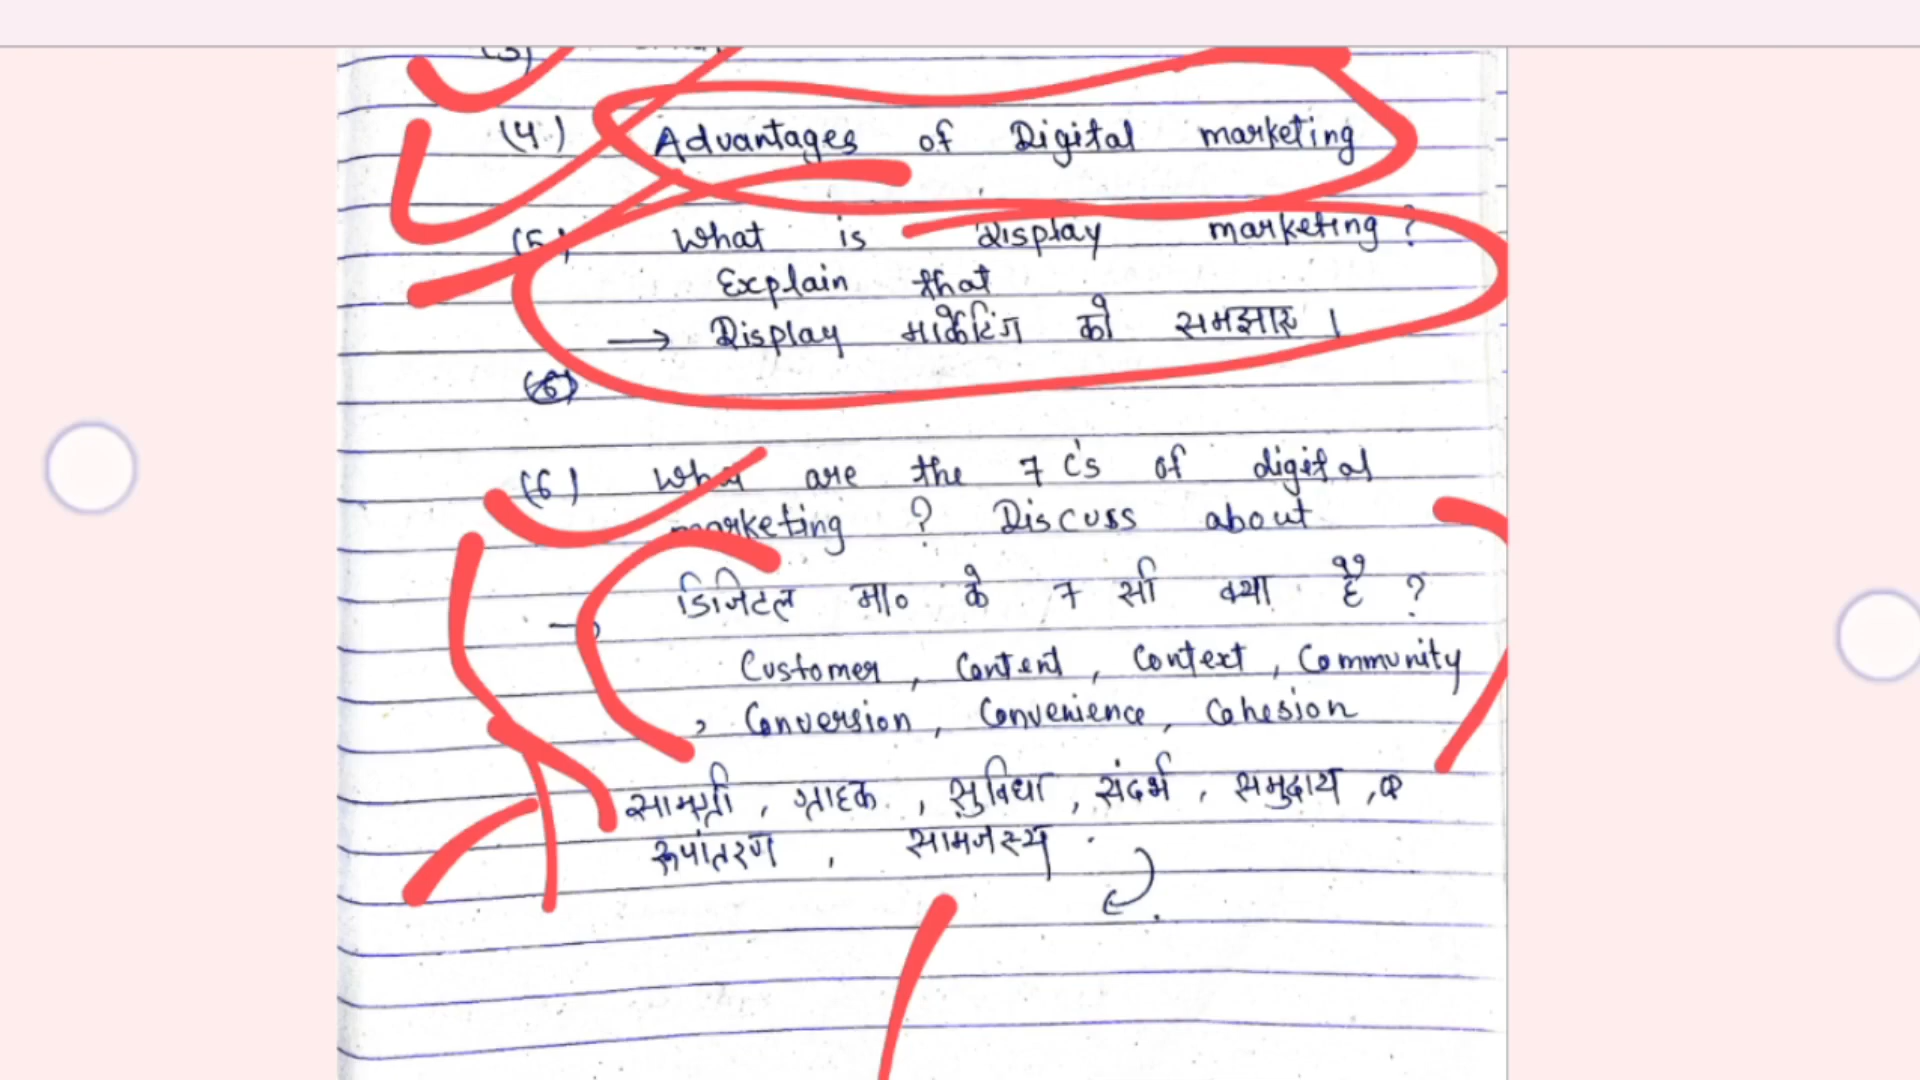 (3)
(4.) Advantages of Digital marketing
(5.) What is display marketing ?
Explain that
→ Display मार्केटिंग को समझाए ।
(6)
(6) What are the 7 C's of digital
marketing ? Discuss about
→ डिजिटल मा० के 7 सी क्या है ?
Customer , Content , Context , Community
, Conversion , Convenience , Cohesion
सामग्री , ग्राहक , सुविधा , संदर्भ , समुदाय ,
रूपांतरण , सामंजस्य .